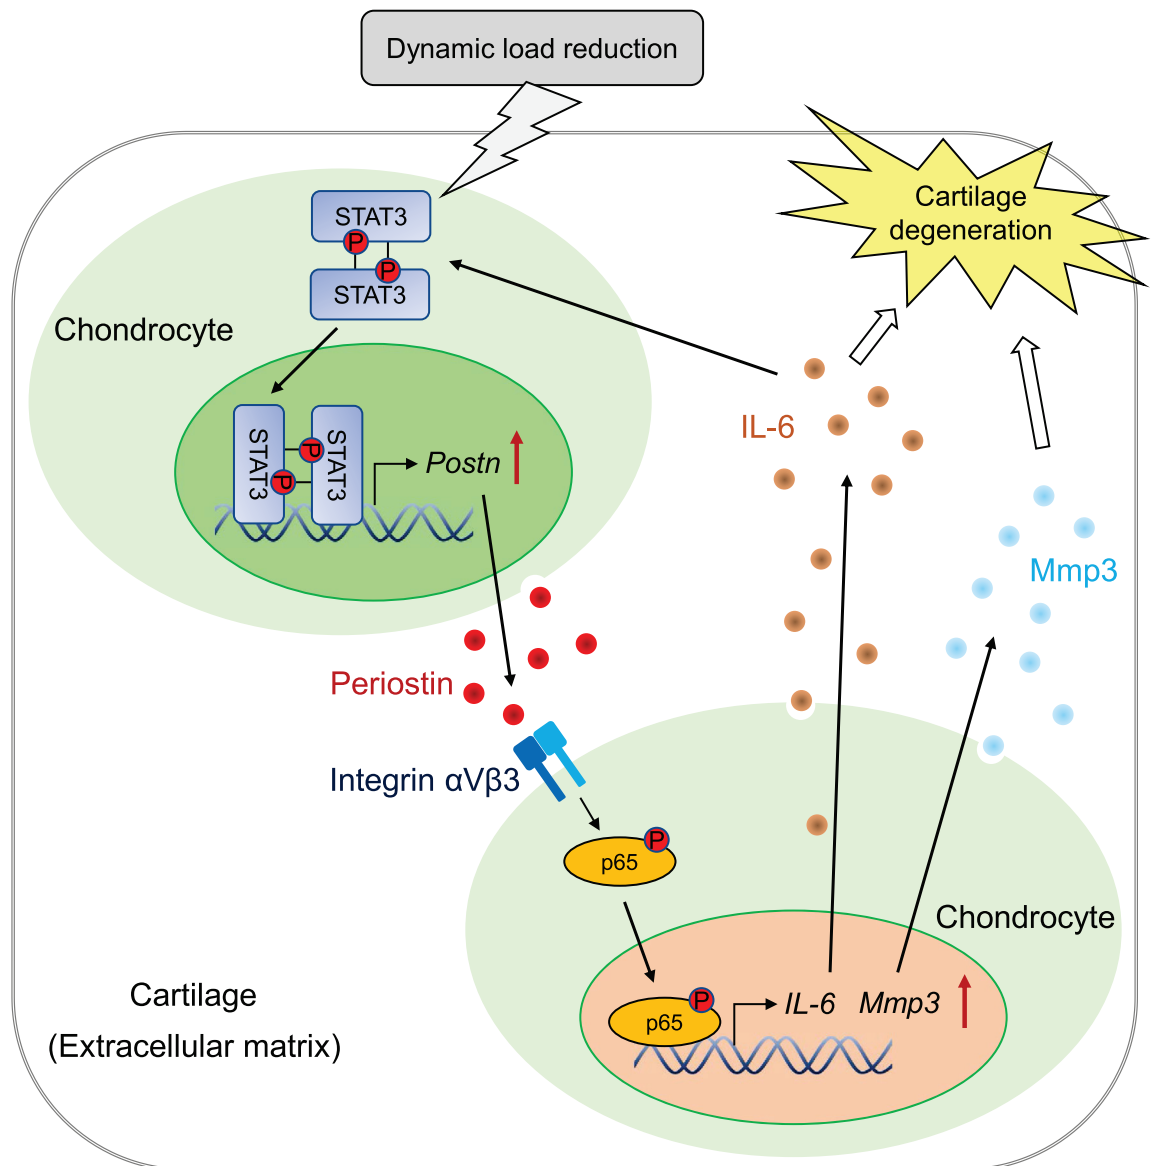 Dynamic load reduction
Cartilage
degeneration
STAT3
P
P
STAT3
Chondrocyte
IL-6
STAT3
P
P
STAT3
Postn
Mmp3
Periostin
Integrin αVβ3
P
p65
Chondrocyte
Cartilage
(Extracellular matrix)
P
p65
IL-6 Mmp3